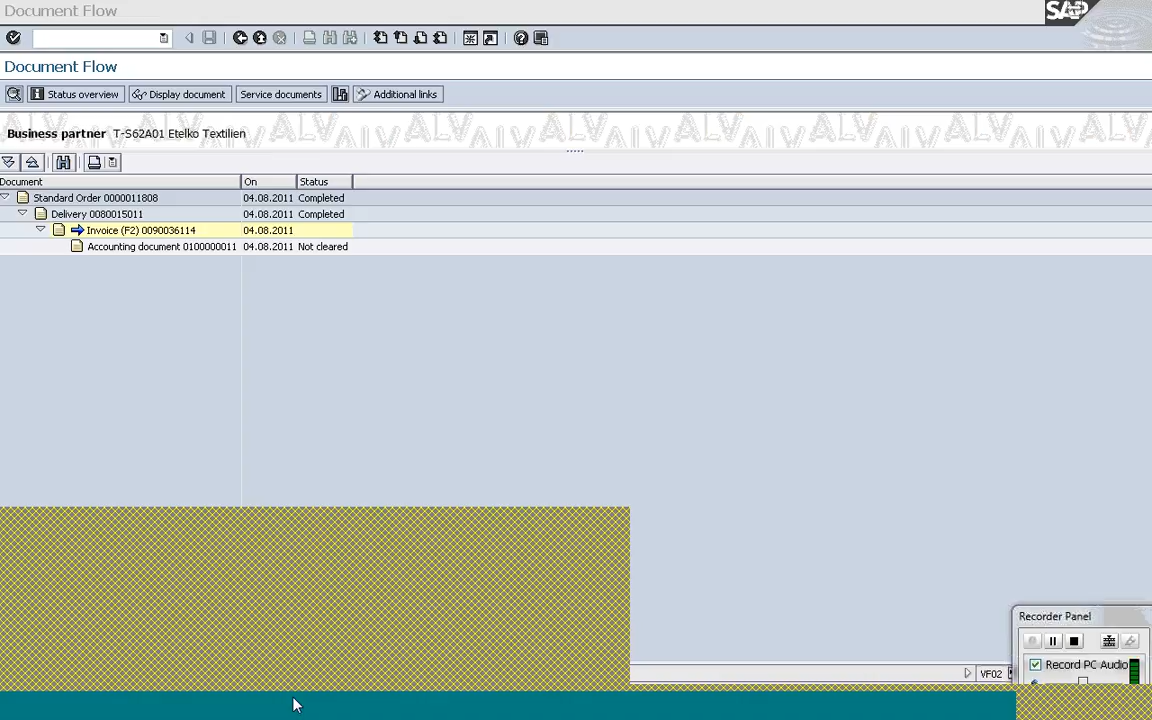 Document Flow
SAP
Document Flow
Status overview Display document Service documents Additional links
Business partner T-S62A01 Etelko Textilien
Document On Status
Standard Order 0000011808 04.08.2011 Completed
Delivery 0080015011 04.08.2011 Completed
Invoice (F2) 0090036114 04.08.2011
Accounting document 0100000011 04.08.2011 Not cleared
Recorder Panel
Record PC Audio
VF02